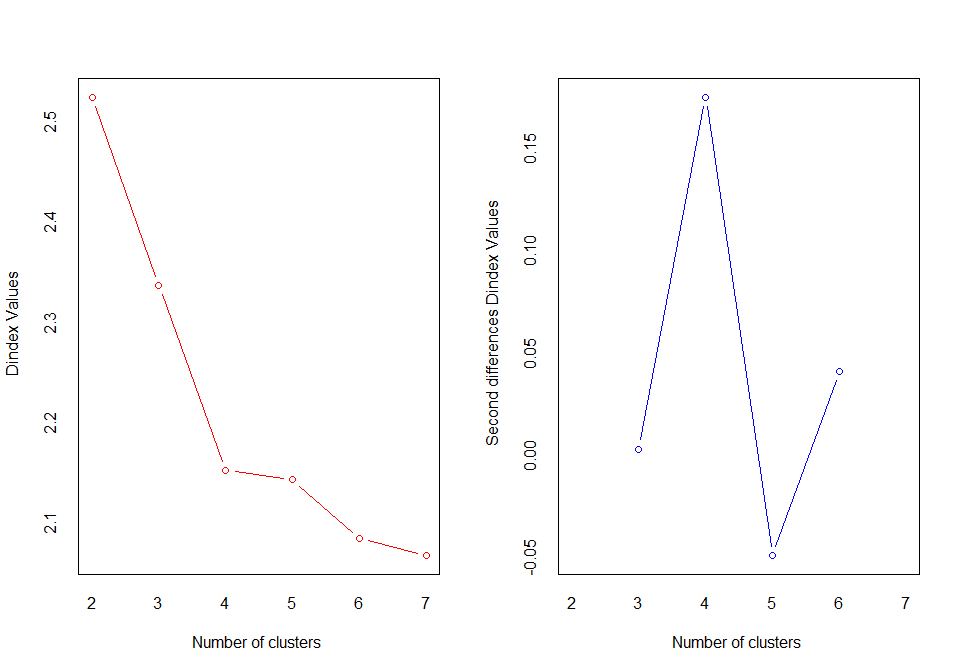 Dindex Values
2.5
2.4
2.3
2.2
2.1
2 3 4 5 6 7
Number of clusters
Second differences Dindex Values
0.15
0.10
0.05
0.00
-0.05
2 3 4 5 6 7
Number of clusters